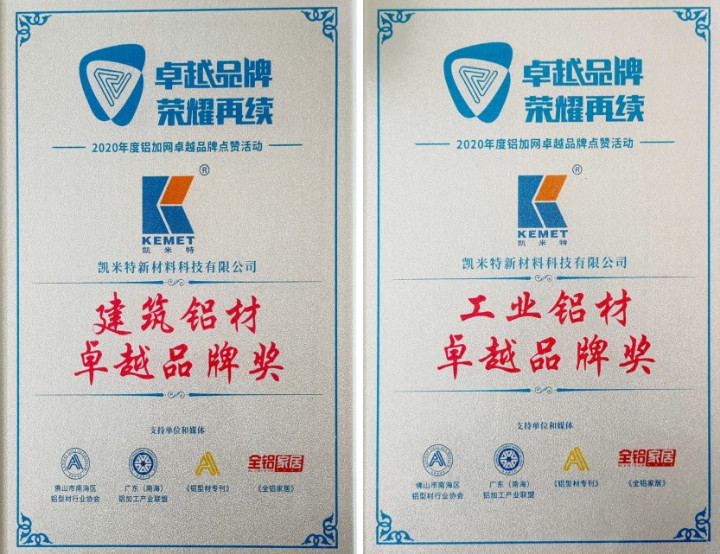 卓越品牌
荣耀再续
2020年度铝加网卓越品牌点赞活动
®
KEMET
凯米特
凯米特新材料科技有限公司
建筑铝材
卓越品牌奖
支持单位和媒体
佛山市南海区
铝型材行业协会
广东（南海）
铝加工产业联盟
《铝型材专刊》
全铝家居
《全铝家居》
卓越品牌
荣耀再续
2020年度铝加网卓越品牌点赞活动
®
KEMET
凯米特
凯米特新材料科技有限公司
工业铝材
卓越品牌奖
支持单位和媒体
佛山市南海区
铝型材行业协会
广东（南海）
铝加工产业联盟
《铝型材专刊》
全铝家居
《全铝家居》